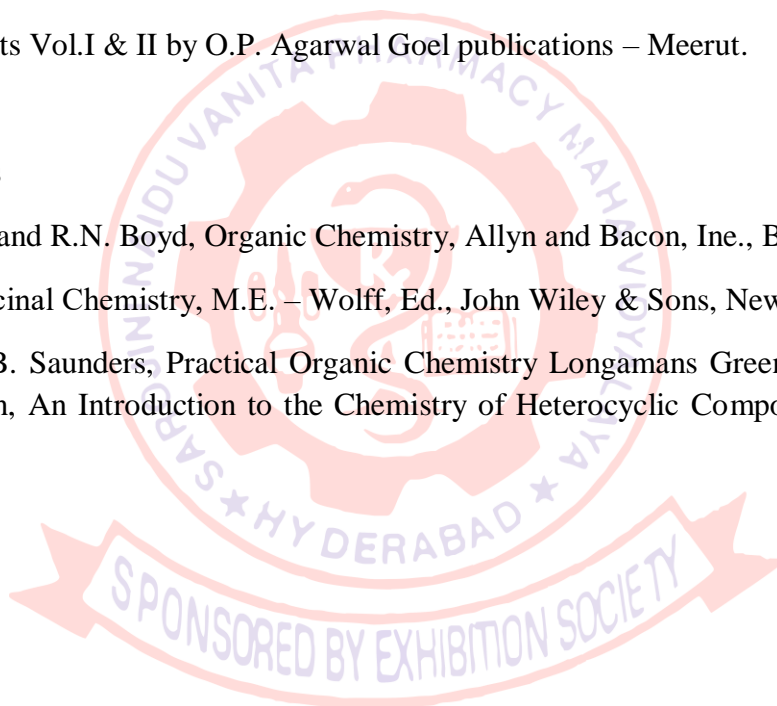 ts Vol.I & II by O.P. Agarwal Goel publications – Meerut.
and R.N. Boyd, Organic Chemistry, Allyn and Bacon, Ine., B
cinal Chemistry, M.E. – Wolff, Ed., John Wiley & Sons, New
B. Saunders, Practical Organic Chemistry Longamans Green
n, An Introduction to the Chemistry of Heterocyclic Compo
SAROJINI NAIDU VANITA PHARMACY MAHA VIDYALAYA
★ HYDERABAD ★
SPONSORED BY EXHIBITION SOCIETY